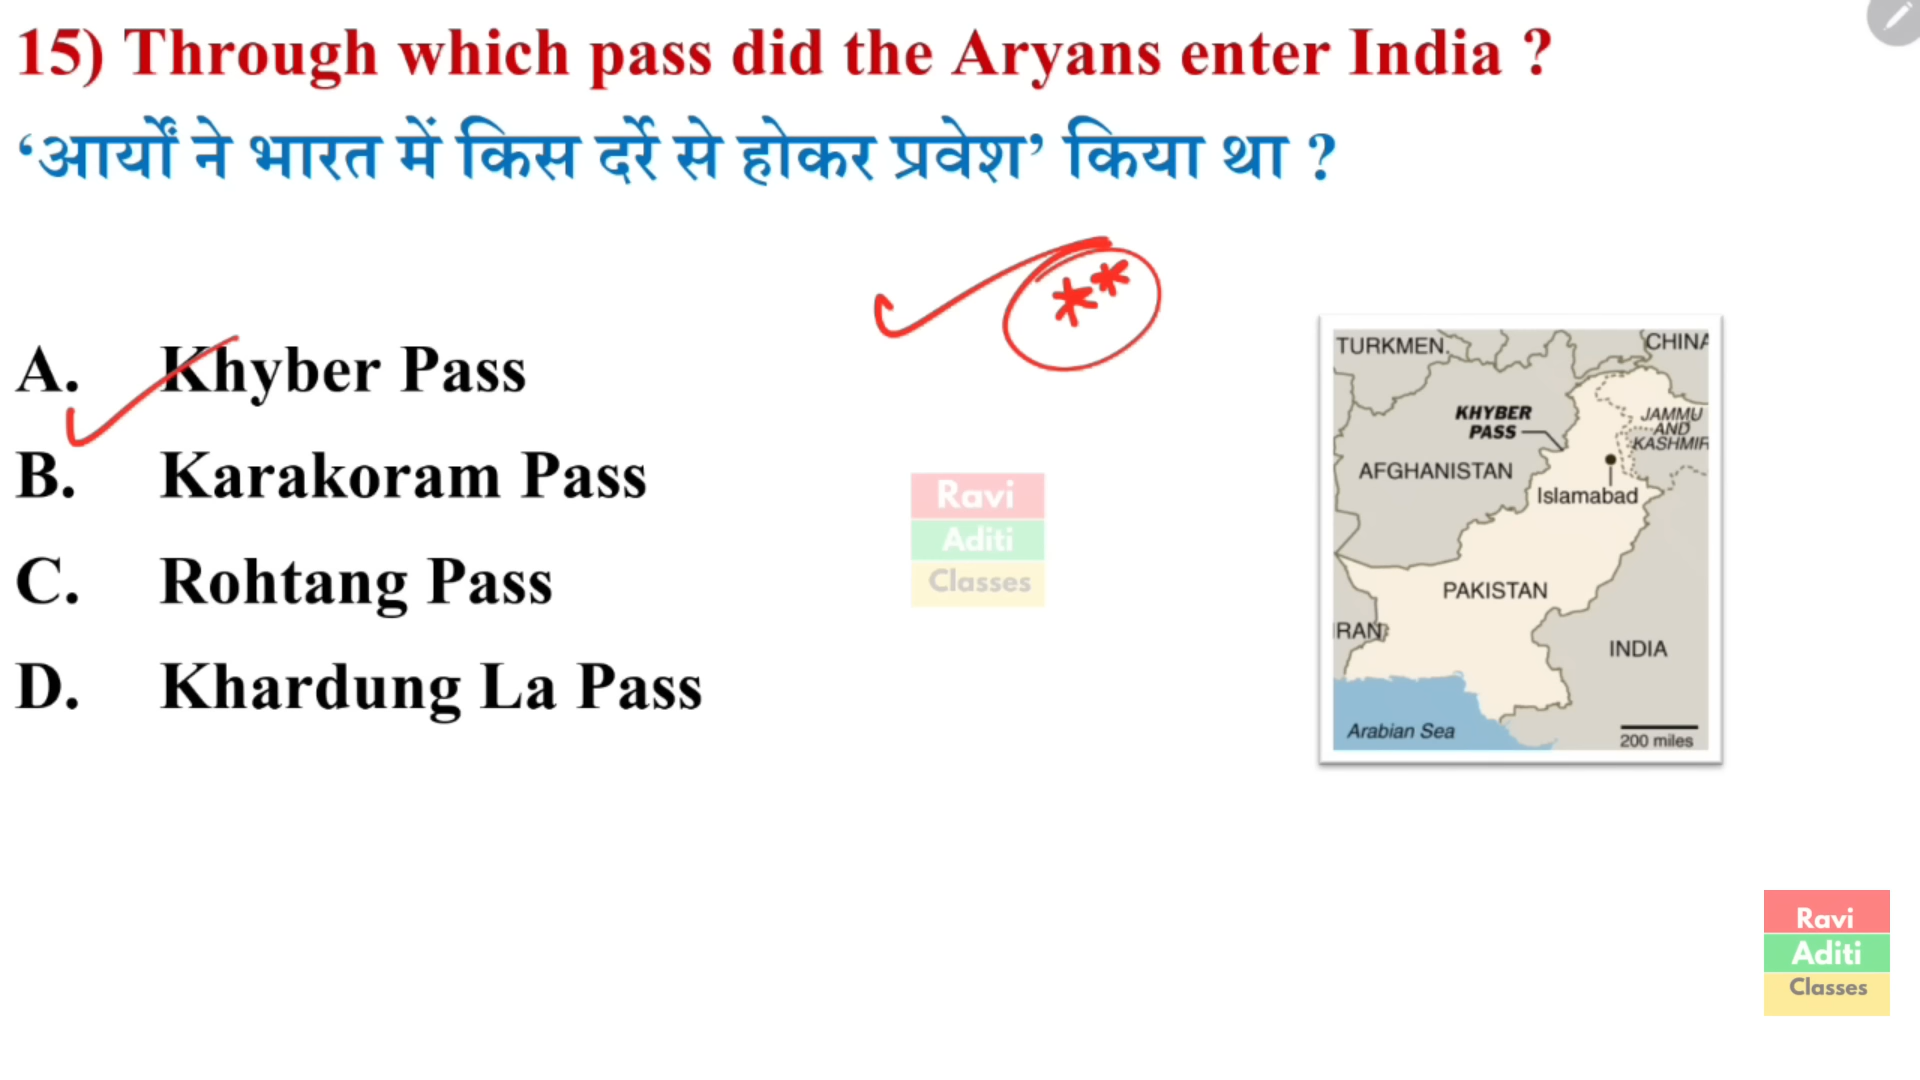 15) Through which pass did the Aryans enter India ?
‘आर्यों ने भारत में किस दर्रे से होकर प्रवेश’ किया था ?
**
A. Khyber Pass
B. Karakoram Pass
C. Rohtang Pass
D. Khardung La Pass
Ravi
Aditi
Classes
TURKMEN.
CHINA
KHYBER
PASS
JAMMU
AND
KASHMIR
AFGHANISTAN
Islamabad
PAKISTAN
IRAN
INDIA
Arabian Sea
200 miles
Ravi
Aditi
Classes